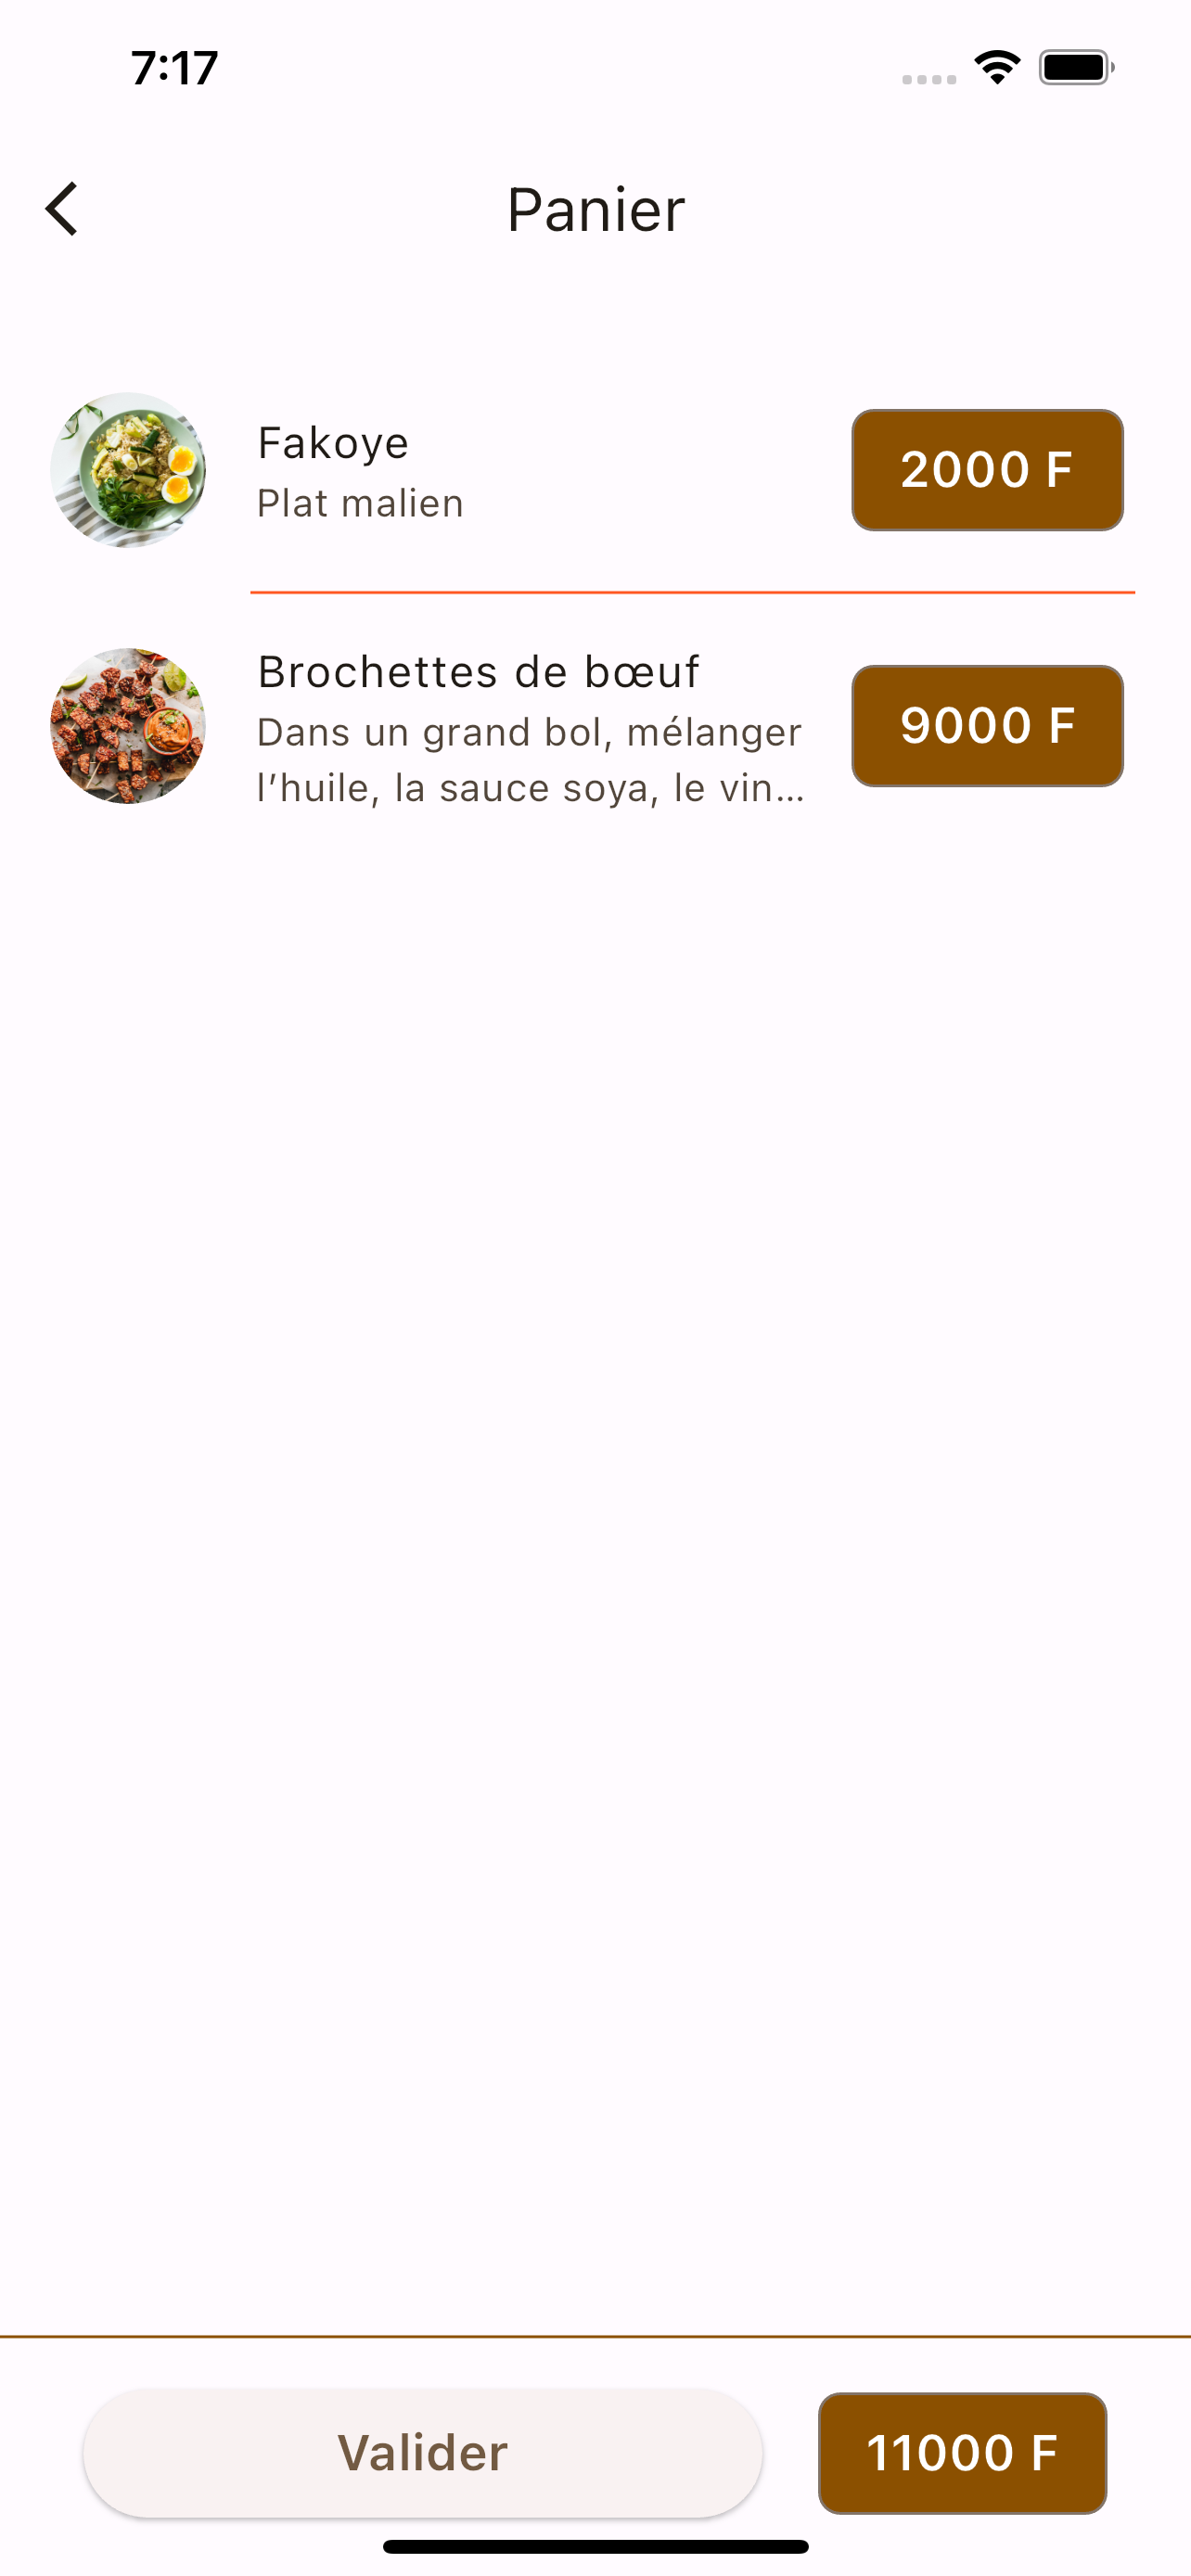 7:17
Panier
Fakoye
Plat malien
2000 F
Brochettes de bœuf
Dans un grand bol, mélanger
l’huile, la sauce soya, le vin...
9000 F
Valider
11000 F